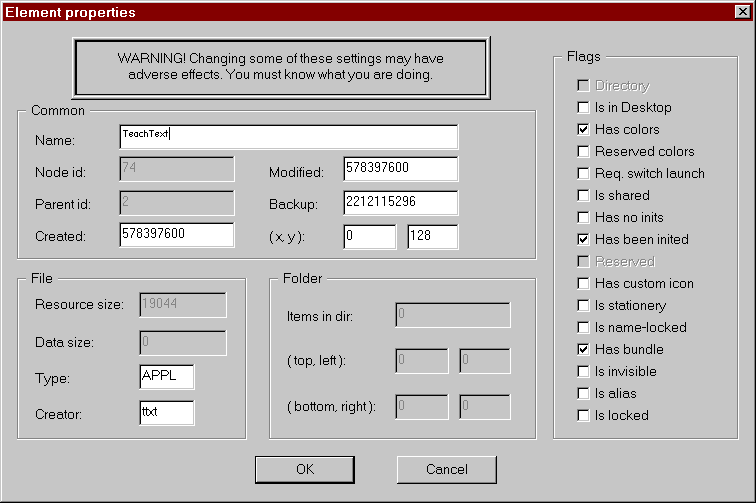 Element properties
WARNING! Changing some of these settings may have
adverse effects. You must know what you are doing.
Common
Name: TeachText
Node id: 74 Modified: 578397600
Parent id: 2 Backup: 2212115296
Created: 578397600 (x, y): 0 128
File
Resource size: 19044
Data size: 0
Type: APPL
Creator: ttxt
Folder
Items in dir: 0
(top, left): 0 0
(bottom, right): 0 0
Flags
Directory
Is in Desktop
Has colors
Reserved colors
Req. switch launch
Is shared
Has no inits
Has been inited
Reserved
Has custom icon
Is stationery
Is name-locked
Has bundle
Is invisible
Is alias
Is locked
OK Cancel